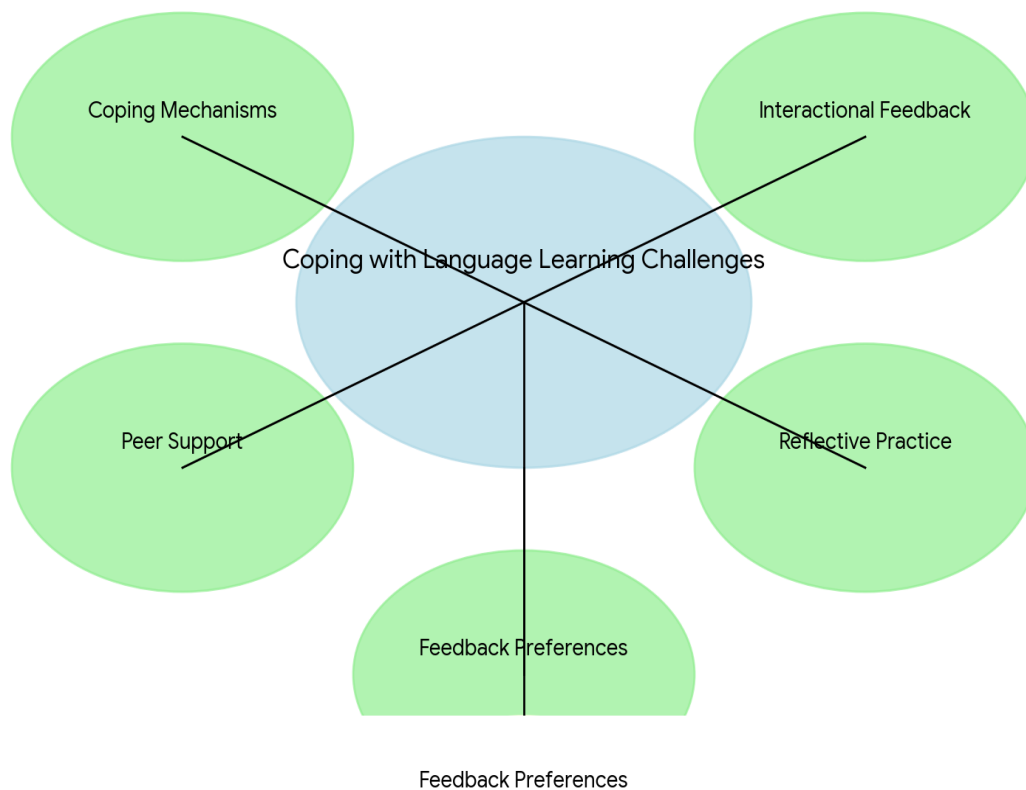 Coping Mechanisms
Interactional Feedback
Coping with Language Learning Challenges
Peer Support
Reflective Practice
Feedback Preferences
Feedback Preferences